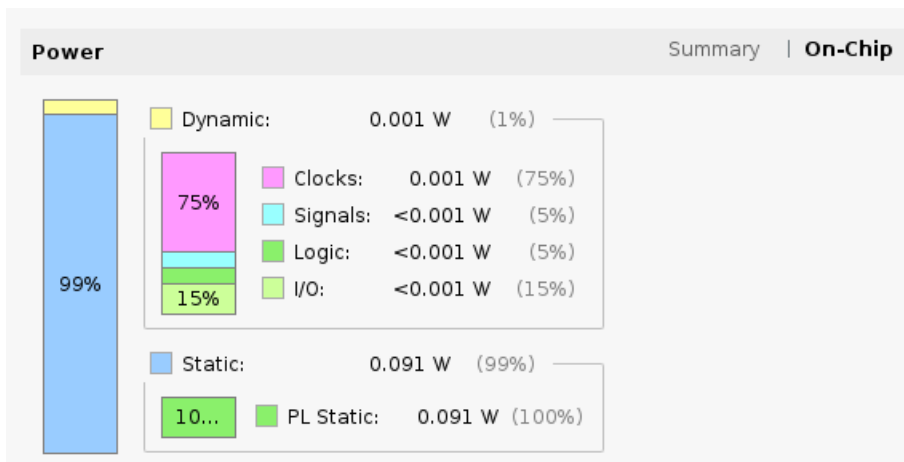 Power Summary | On-Chip
Dynamic: 0.001 W (1%)
75% Clocks: 0.001 W (75%)
Signals: <0.001 W (5%)
Logic: <0.001 W (5%)
99% 15% I/O: <0.001 W (15%)
Static: 0.091 W (99%)
10... PL Static: 0.091 W (100%)